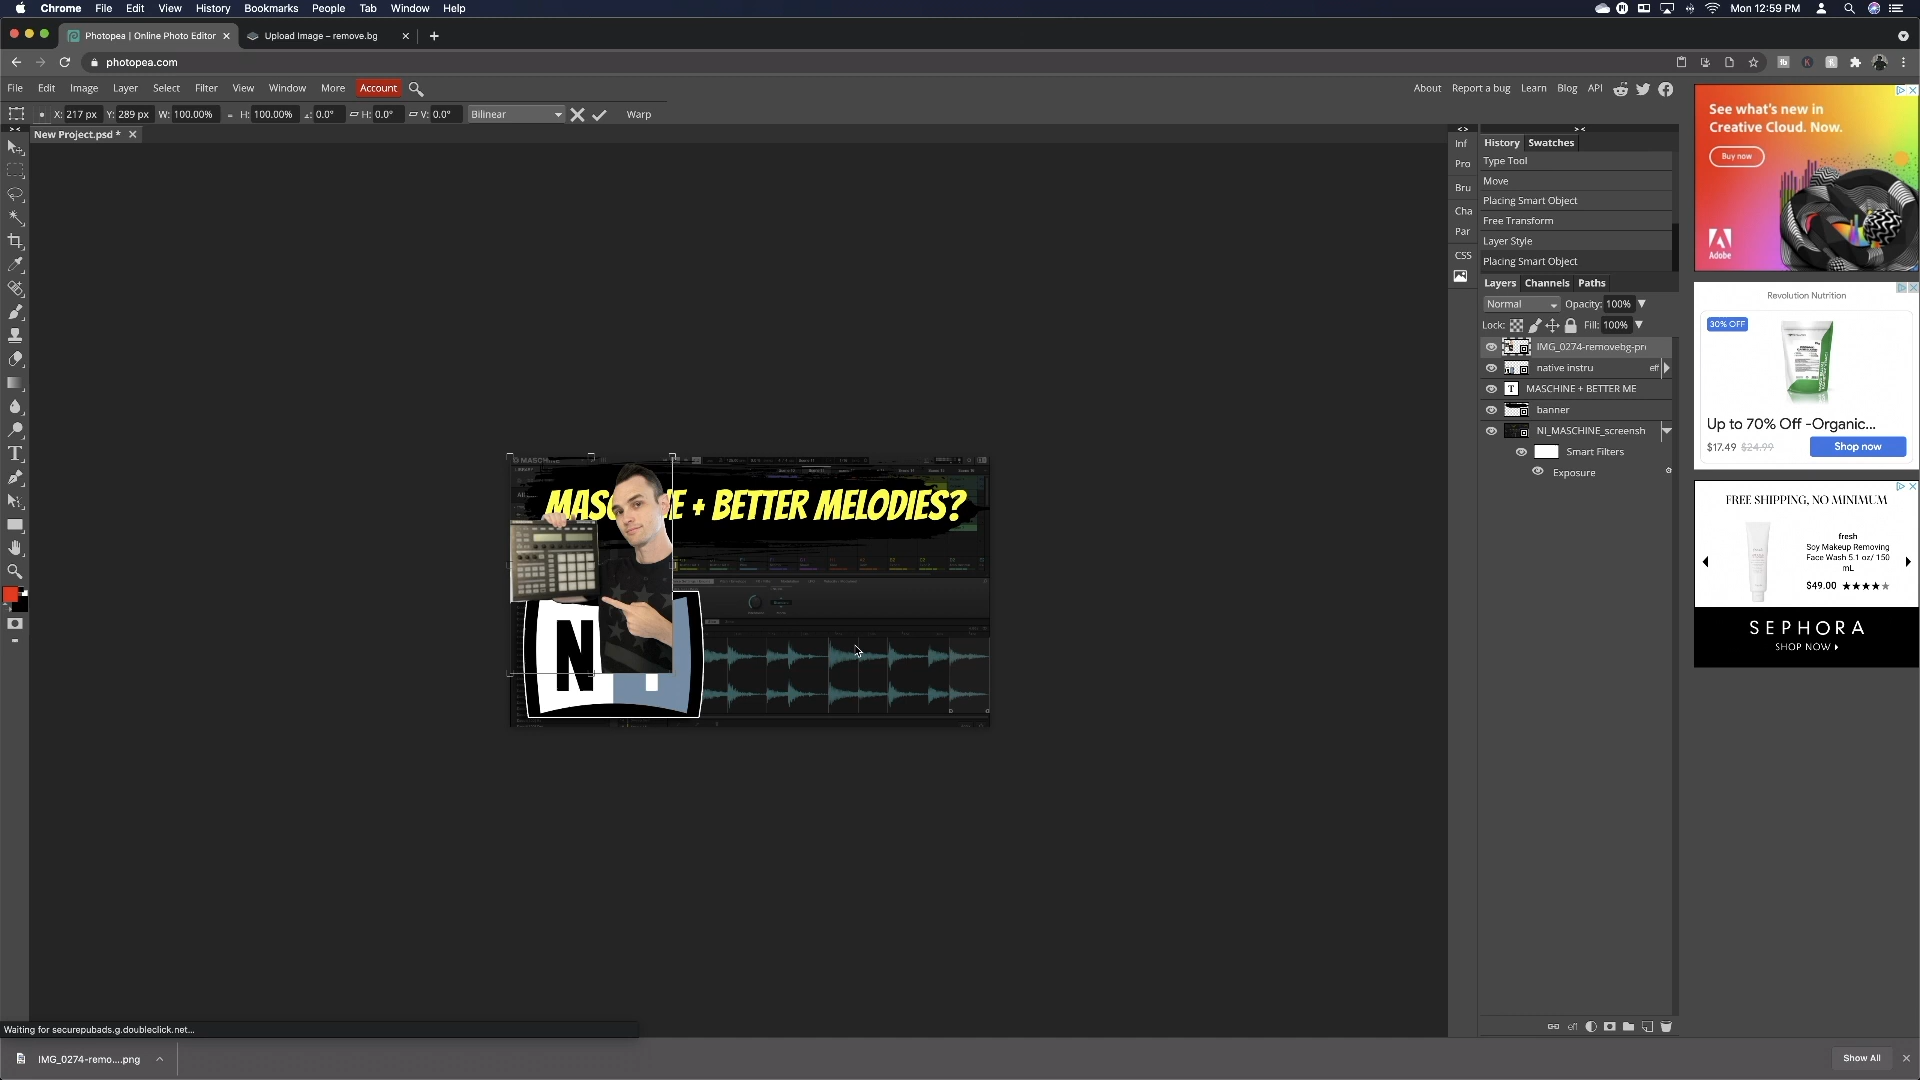 Chrome File Edit View History Bookmarks People Tab Window Help
Mon 12:59 PM
Photopea | Online Photo Editor
Upload Image – remove.bg
photopea.com
File Edit Image Layer Select Filter View Window More Account
About Report a bug Learn Blog API
X: 217 px Y: 289 px W: 100.00% H: 100.00% 0.0° H: 0.0° V: 0.0° Bilinear Warp
New Project.psd *
MASCHINE
MASC E + BETTER MELODIES?
N
Inf
Pro
Bru
Cha
Par
CSS
History Swatches
Type Tool
Move
Placing Smart Object
Free Transform
Layer Style
Placing Smart Object
Layers Channels Paths
Normal Opacity: 100%
Lock: Fill: 100%
IMG_0274-removebg-pr
native instru eff
T MASCHINE + BETTER ME
banner
NI_MASCHINE_screensh
Smart Filters
Exposure
eff
See what's new in
Creative Cloud. Now.
Buy now
Adobe
Revolution Nutrition
30% OFF
Up to 70% Off -Organic...
$17.49 $24.99 Shop now
FREE SHIPPING, NO MINIMUM
fresh
Soy Makeup Removing
Face Wash 5.1 oz/ 150
mL
$49.00
SEPHORA
SHOP NOW
Waiting for securepubads.g.doubleclick.net...
IMG_0274-remo....png
Show All